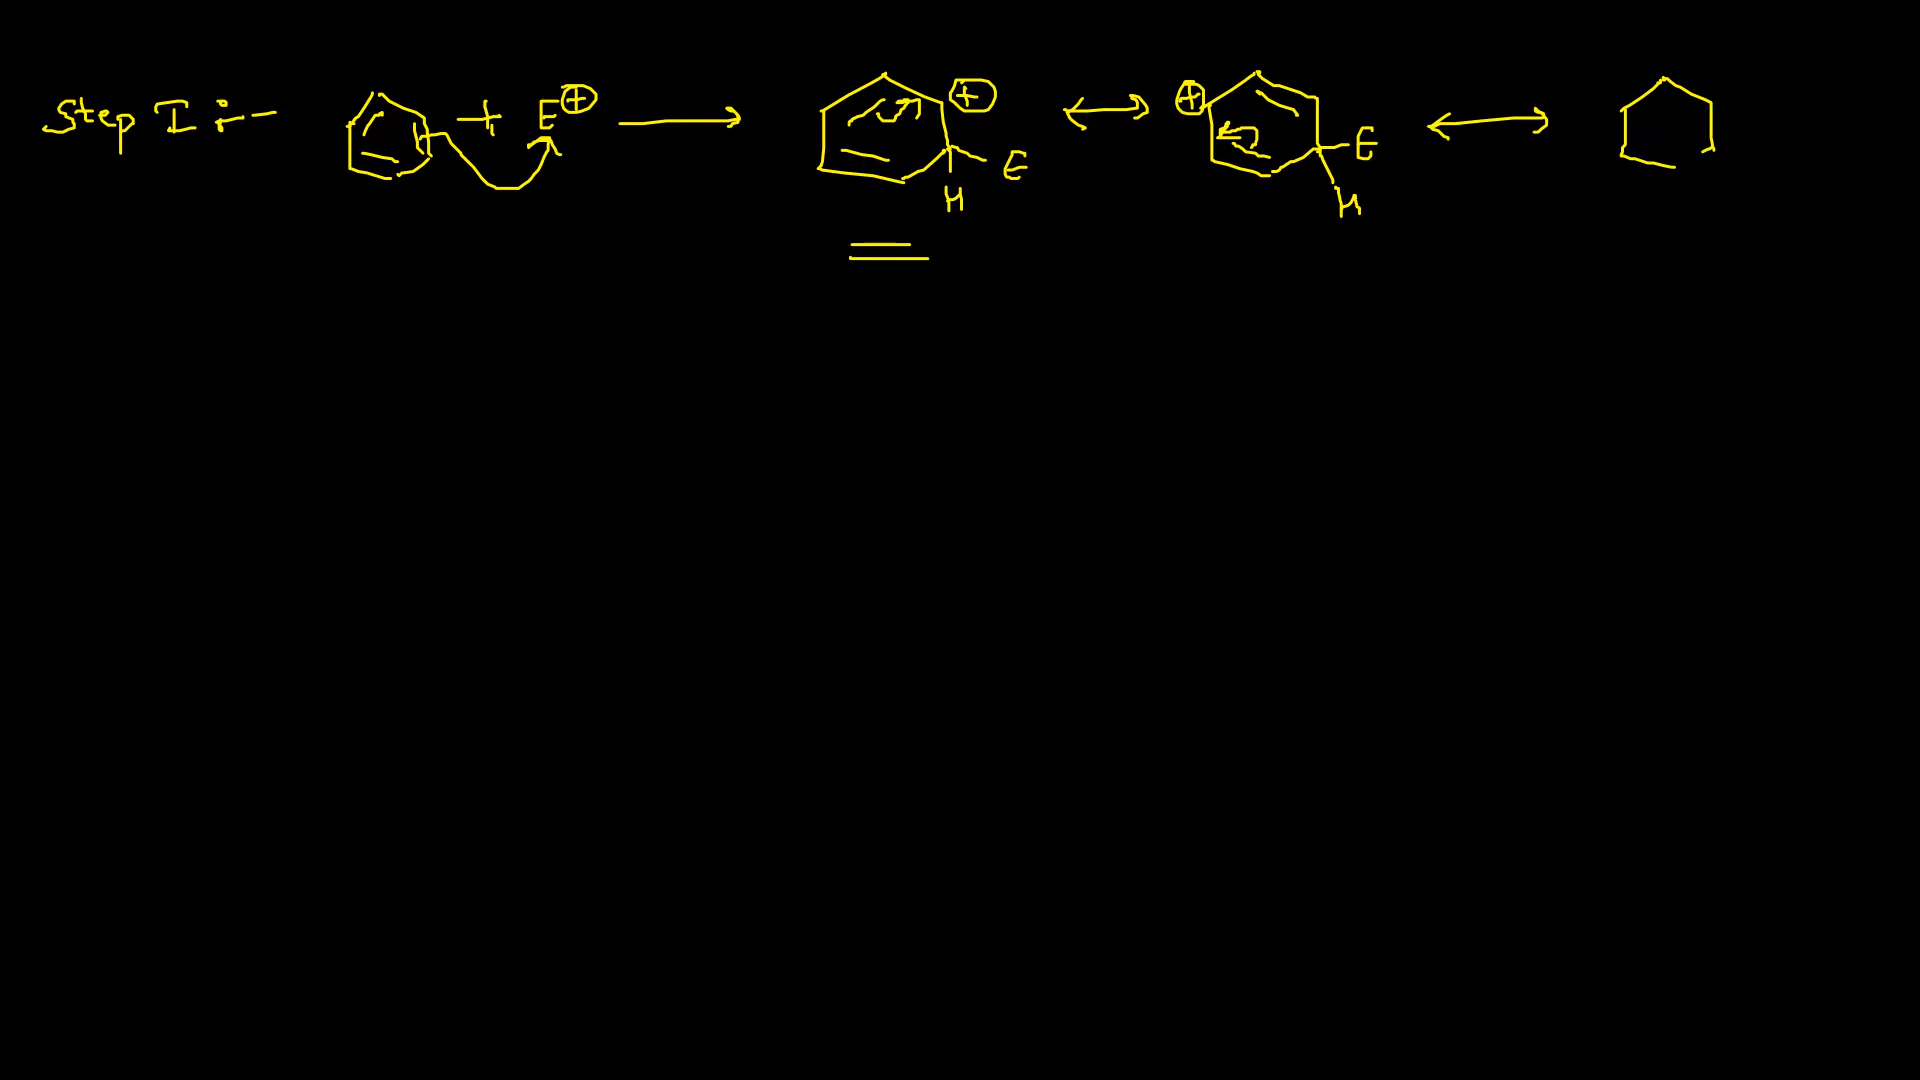 Step I :- + E⊕ ⟶ ⊕ E H ⟷ ⊕ E H ⟷